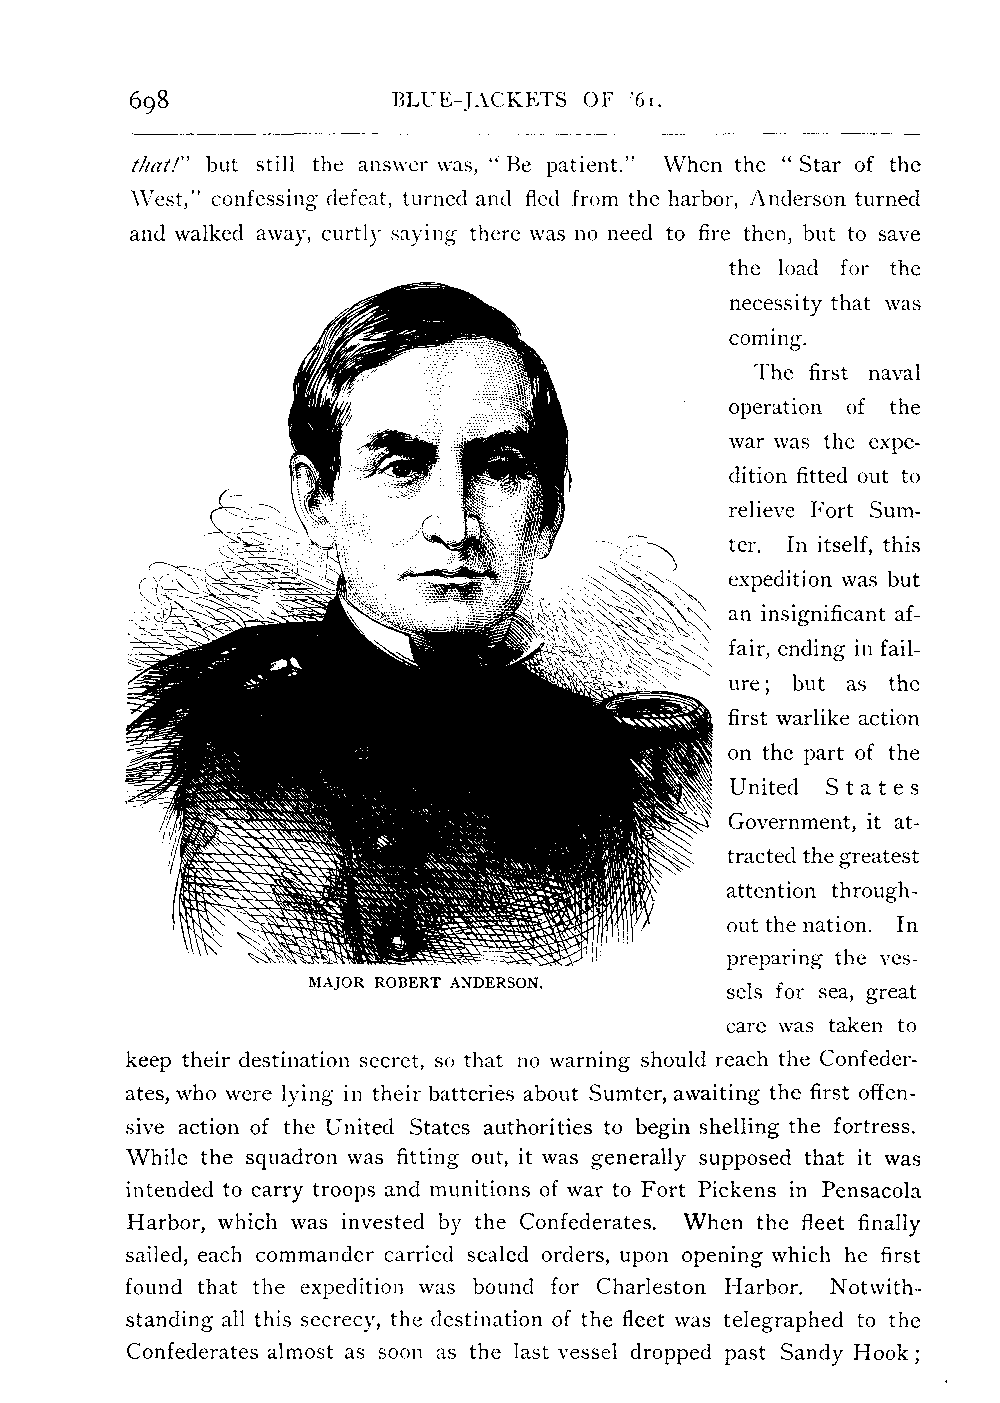 698 BLUE-JACKETS OF '61.
that!" but still the answer was, "Be patient." When the "Star of the
West," confessing defeat, turned and fled from the harbor, Anderson turned
and walked away, curtly saying there was no need to fire then, but to save
the load for the
necessity that was
coming.
The first naval
operation of the
war was the expe-
dition fitted out to
relieve Fort Sum-
ter. In itself, this
expedition was but
an insignificant af-
fair, ending in fail-
ure; but as the
first warlike action
on the part of the
United States
Government, it at-
tracted the greatest
attention through-
out the nation. In
preparing the ves-
sels for sea, great
care was taken to
MAJOR ROBERT ANDERSON.
keep their destination secret, so that no warning should reach the Confeder-
ates, who were lying in their batteries about Sumter, awaiting the first offen-
sive action of the United States authorities to begin shelling the fortress.
While the squadron was fitting out, it was generally supposed that it was
intended to carry troops and munitions of war to Fort Pickens in Pensacola
Harbor, which was invested by the Confederates. When the fleet finally
sailed, each commander carried sealed orders, upon opening which he first
found that the expedition was bound for Charleston Harbor. Notwith-
standing all this secrecy, the destination of the fleet was telegraphed to the
Confederates almost as soon as the last vessel dropped past Sandy Hook;